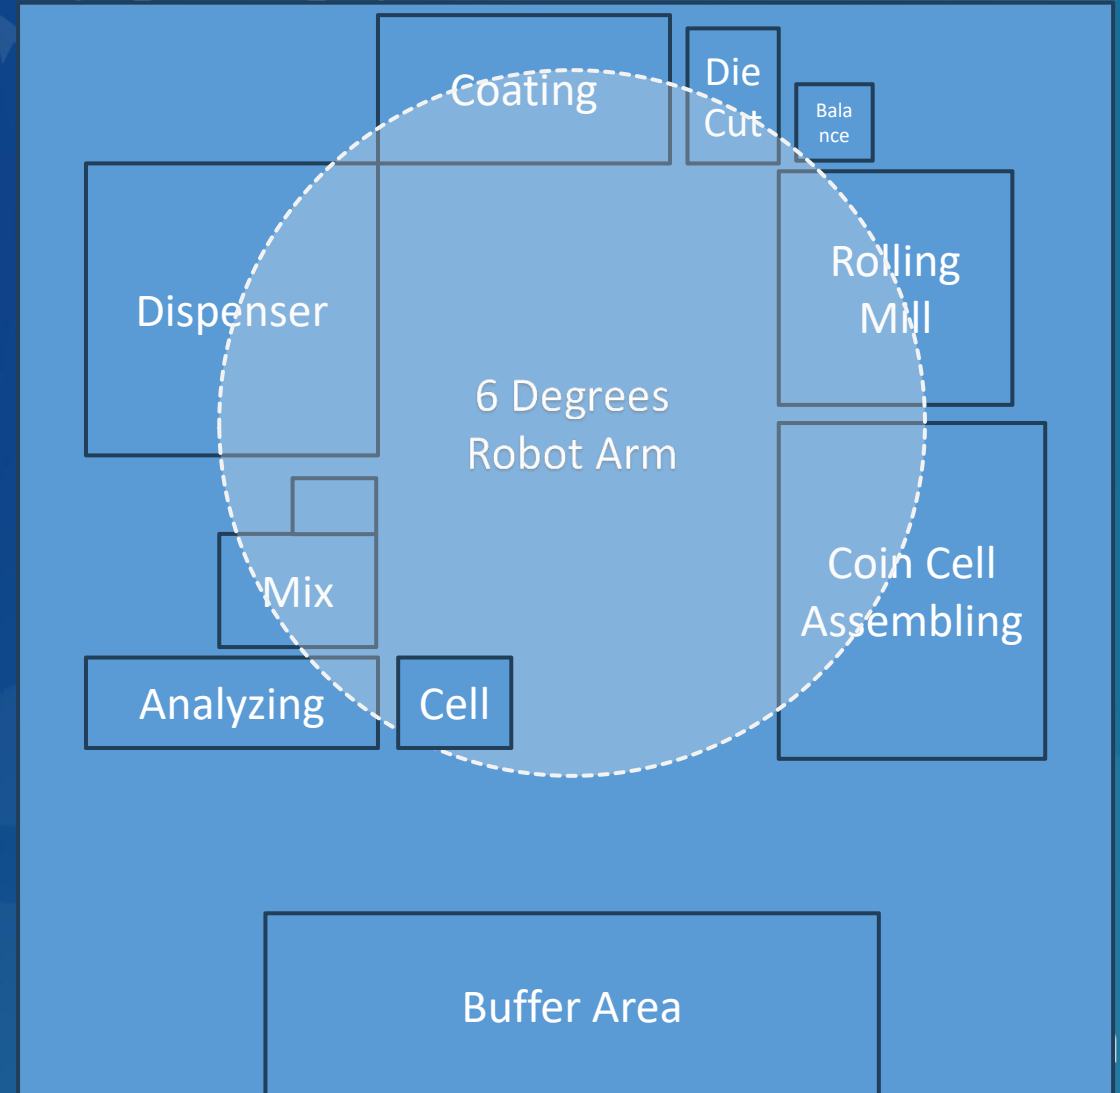 Coating
Die
Cut
Bala
nce
Dispenser
Rolling
Mill
6 Degrees
Robot Arm
Mix
Coin Cell
Assembling
Analyzing
Cell
Buffer Area